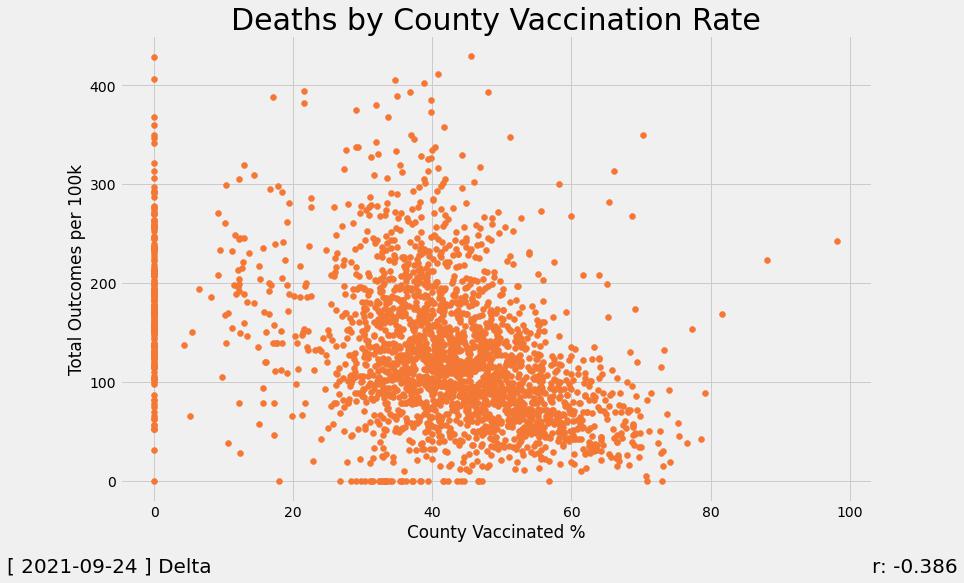 Deaths by County Vaccination Rate
Total Outcomes per 100k
400
300
200
100
0
0 20 40 60 80 100
County Vaccinated %
[ 2021-09-24 ] Delta r: -0.386